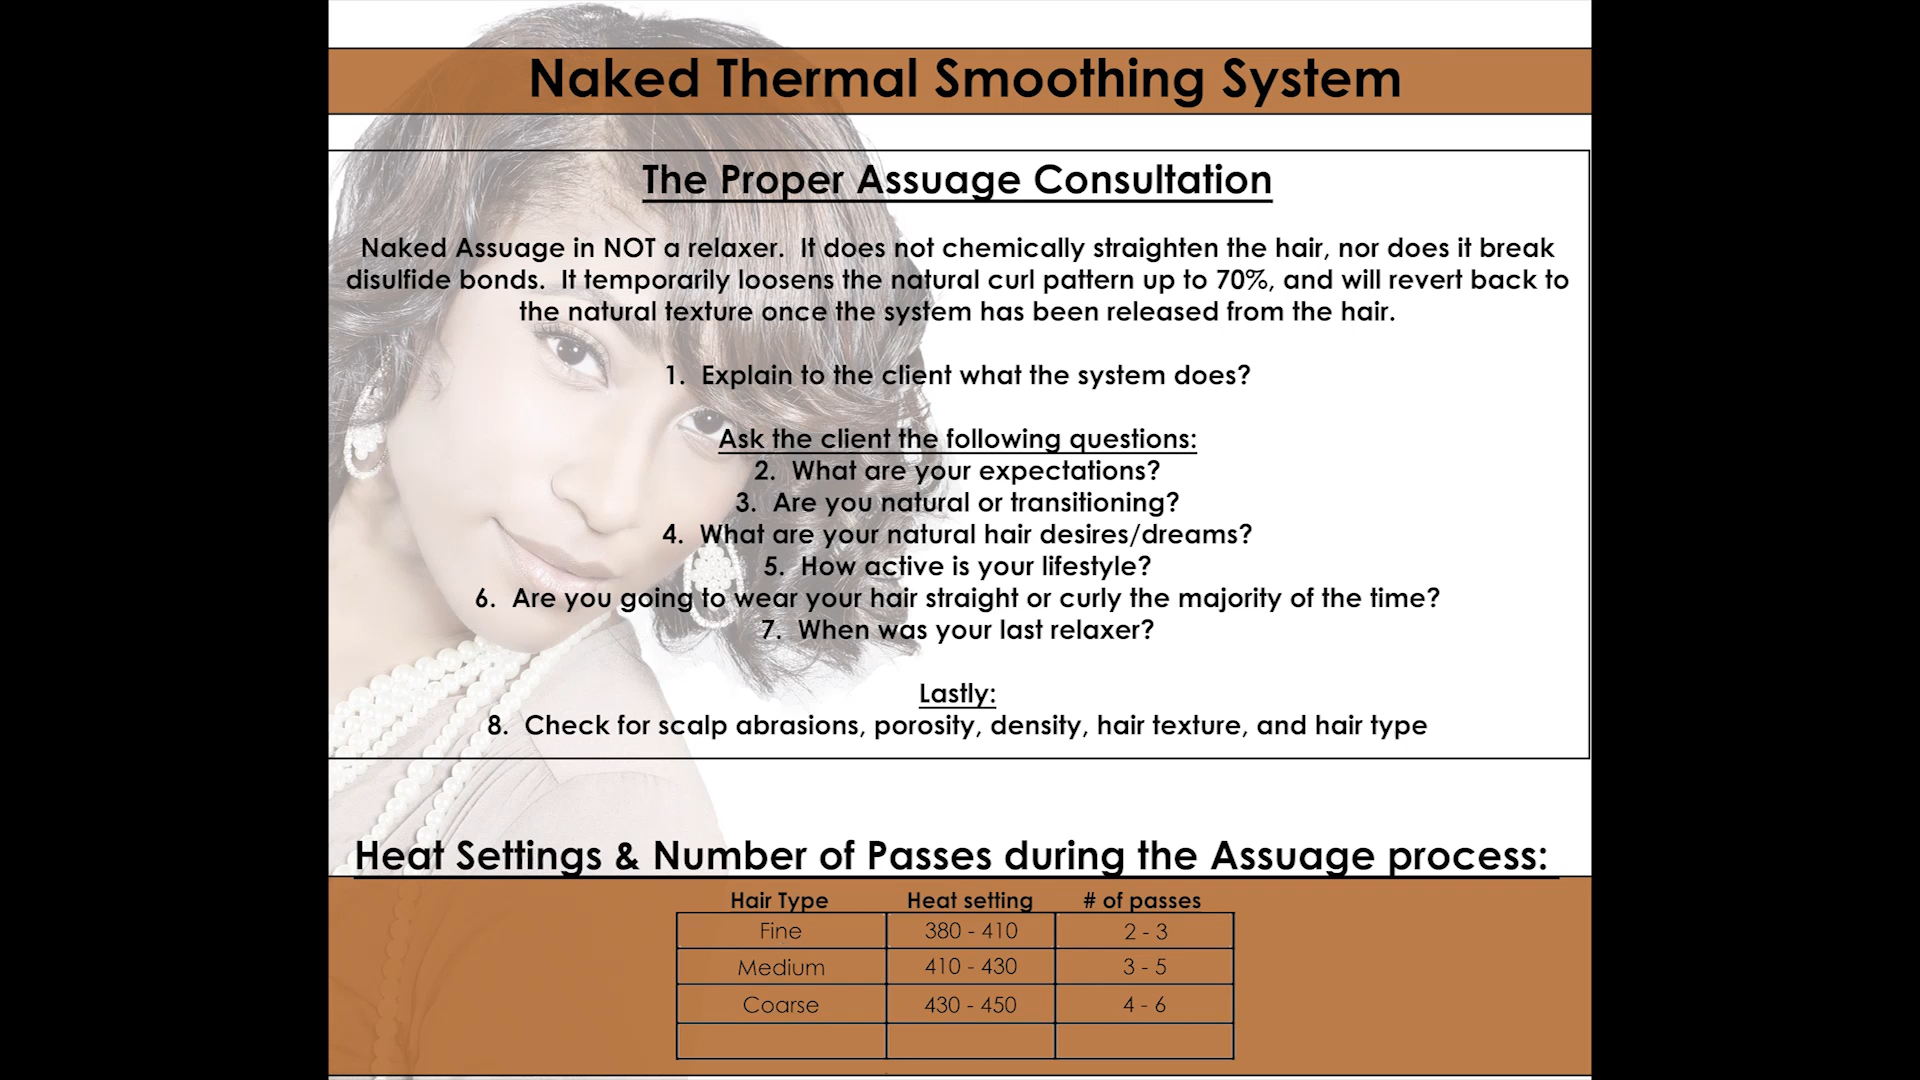 Naked Thermal Smoothing System
The Proper Assuage Consultation
Naked Assuage in NOT a relaxer. It does not chemically straighten the hair, nor does it break
disulfide bonds. It temporarily loosens the natural curl pattern up to 70%, and will revert back to
the natural texture once the system has been released from the hair.
1. Explain to the client what the system does?
Ask the client the following questions:
2. What are your expectations?
3. Are you natural or transitioning?
4. What are your natural hair desires/dreams?
5. How active is your lifestyle?
6. Are you going to wear your hair straight or curly the majority of the time?
7. When was your last relaxer?
Lastly:
8. Check for scalp abrasions, porosity, density, hair texture, and hair type
Heat Settings & Number of Passes during the Assuage process:
Hair Type Heat setting # of passes
Fine 380 - 410 2 - 3
Medium 410 - 430 3 - 5
Coarse 430 - 450 4 - 6